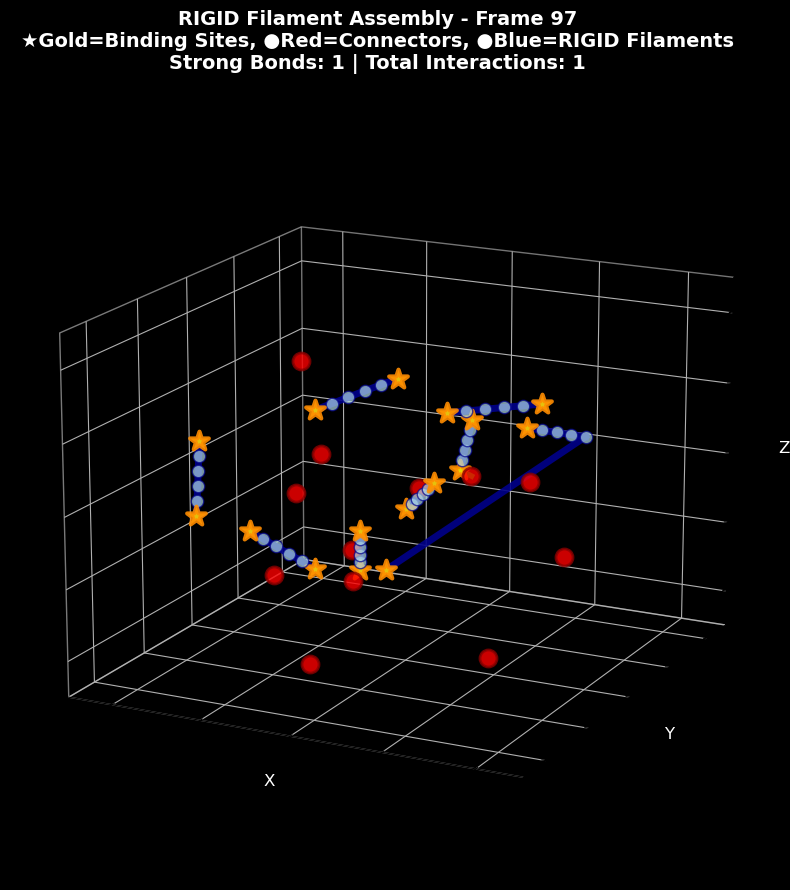 RIGID Filament Assembly - Frame 97
★Gold=Binding Sites, ●Red=Connectors, ●Blue=RIGID Filaments
Strong Bonds: 1 | Total Interactions: 1
Z
Y
X